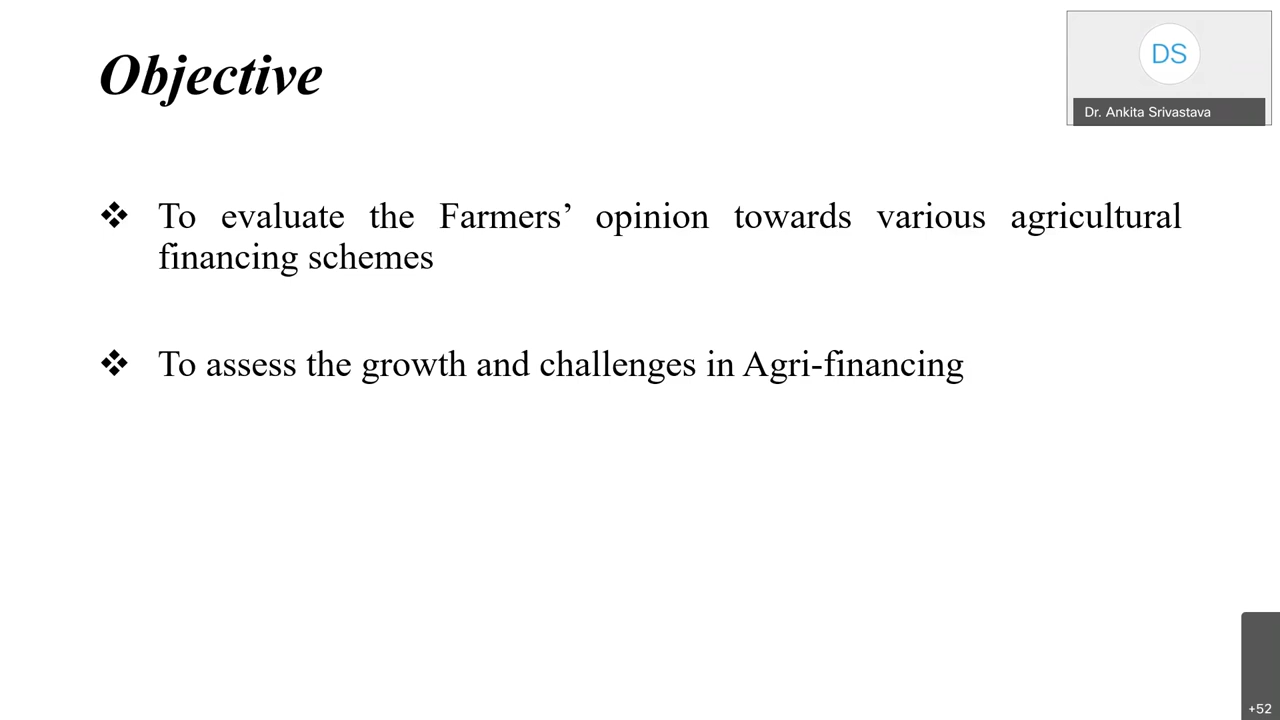 Objective
DS
Dr. Ankita Srivastava
❖ To evaluate the Farmers’ opinion towards various agricultural
financing schemes
❖ To assess the growth and challenges in Agri-financing
+52